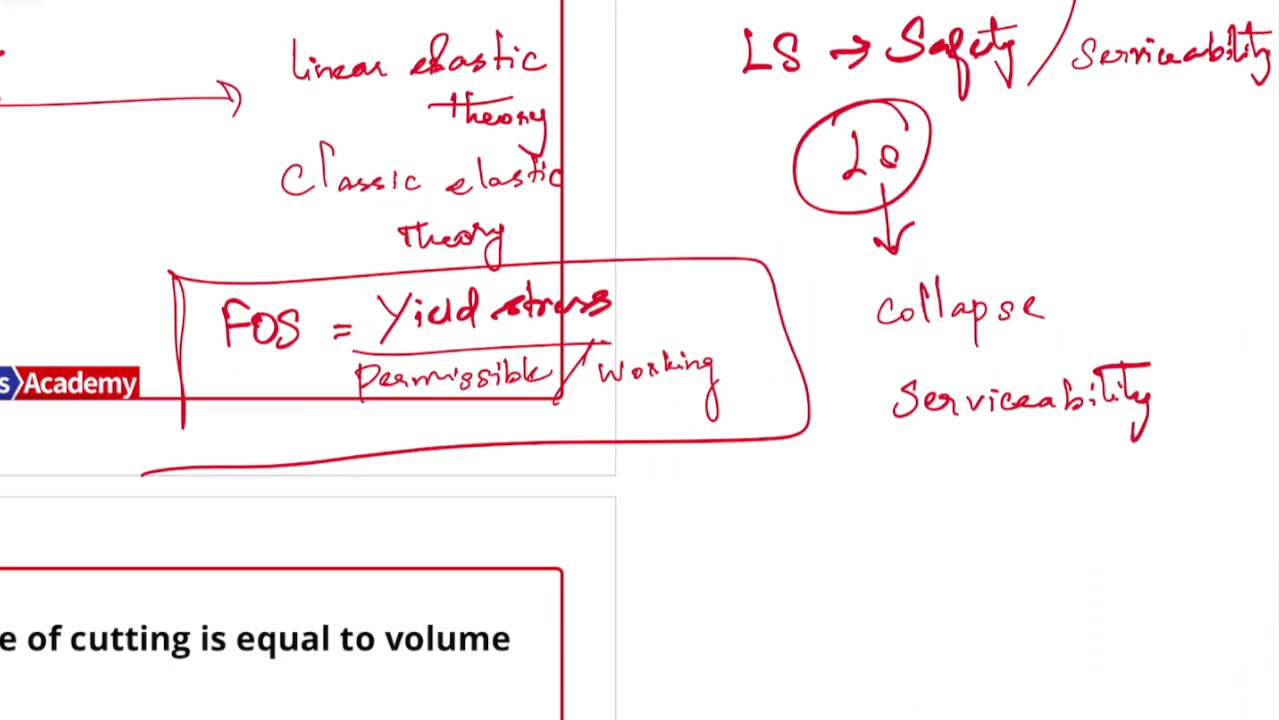 linear elastic
theory
Classic elastic
theory
FOS = Yield stress
Permissible / Working
s Academy
LS → Safety / Serviceability
LS
↓
Collapse
Serviceability
e of cutting is equal to volume